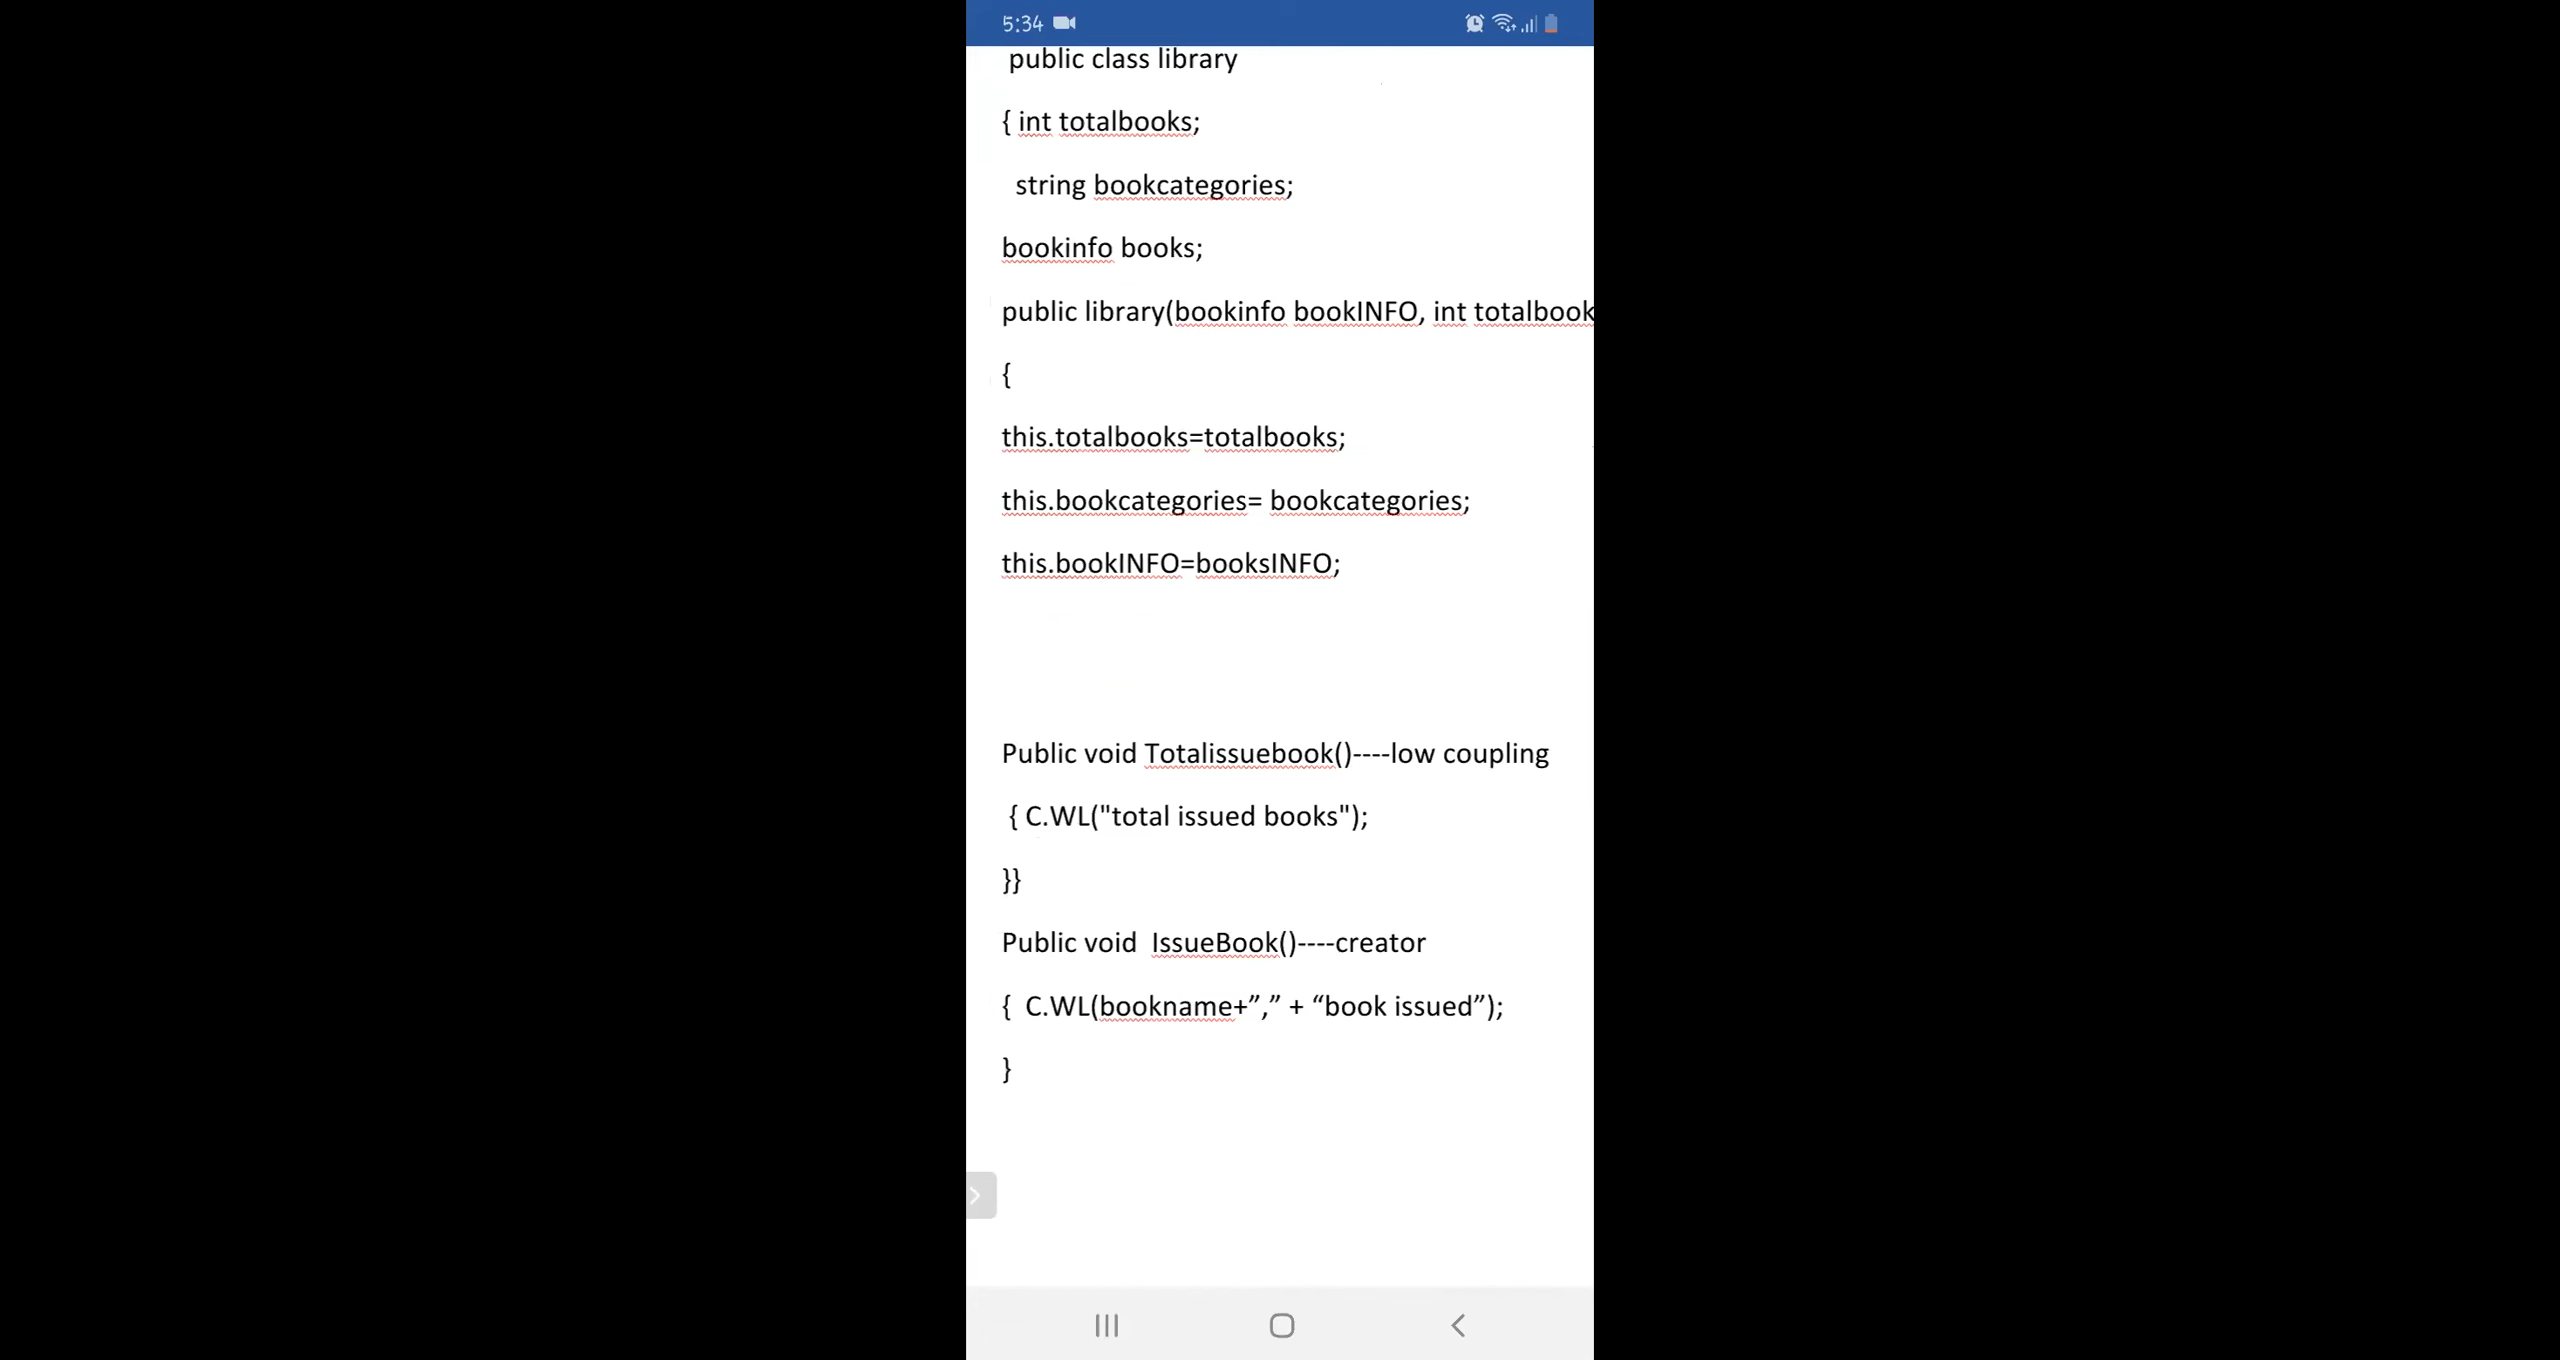 5:34
public class library
{ int totalbooks;
string bookcategories;
bookinfo books;
public library(bookinfo bookINFO, int totalbook
{
this.totalbooks=totalbooks;
this.bookcategories= bookcategories;
this.bookINFO=booksINFO;
Public void Totalissuebook()----low coupling
{ C.WL("total issued books");
}}
Public void  IssueBook()----creator
{  C.WL(bookname+”,” + “book issued”);
}